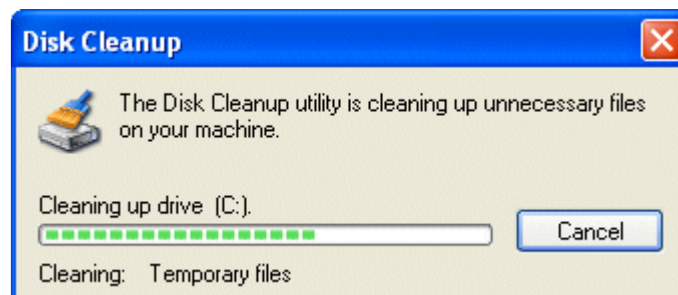 Disk Cleanup
The Disk Cleanup utility is cleaning up unnecessary files
on your machine.
Cleaning up drive  (C:).
Cancel
Cleaning:   Temporary files